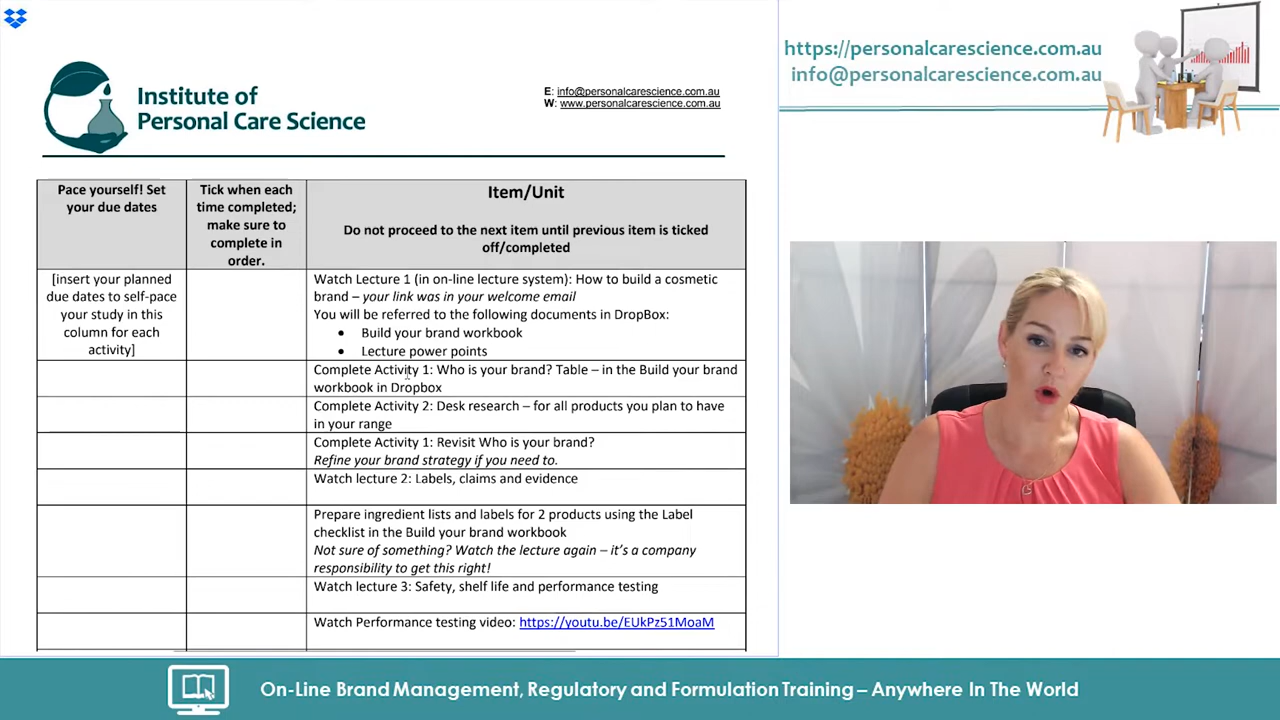 https://personalcarescience.com.au
info@personalcarescience.com.au
Institute of
Personal Care Science
E: info@personalcarescience.com.au
W: www.personalcarescience.com.au
Pace yourself! Set
your due dates
Tick when each
time completed;
make sure to
complete in
order.
Item/Unit
Do not proceed to the next item until previous item is ticked
off/completed
[insert your planned
due dates to self-pace
your study in this
column for each
activity]
Watch Lecture 1 (in on-line lecture system): How to build a cosmetic
brand – your link was in your welcome email
You will be referred to the following documents in DropBox:
• Build your brand workbook
• Lecture power points
Complete Activity 1: Who is your brand? Table – in the Build your brand
workbook in Dropbox
Complete Activity 2: Desk research – for all products you plan to have
in your range
Complete Activity 1: Revisit Who is your brand?
Refine your brand strategy if you need to.
Watch lecture 2: Labels, claims and evidence
Prepare ingredient lists and labels for 2 products using the Label
checklist in the Build your brand workbook
Not sure of something? Watch the lecture again – it's a company
responsibility to get this right!
Watch lecture 3: Safety, shelf life and performance testing
Watch Performance testing video: https://youtu.be/EUkPz51MoaM
On-Line Brand Management, Regulatory and Formulation Training – Anywhere In The World